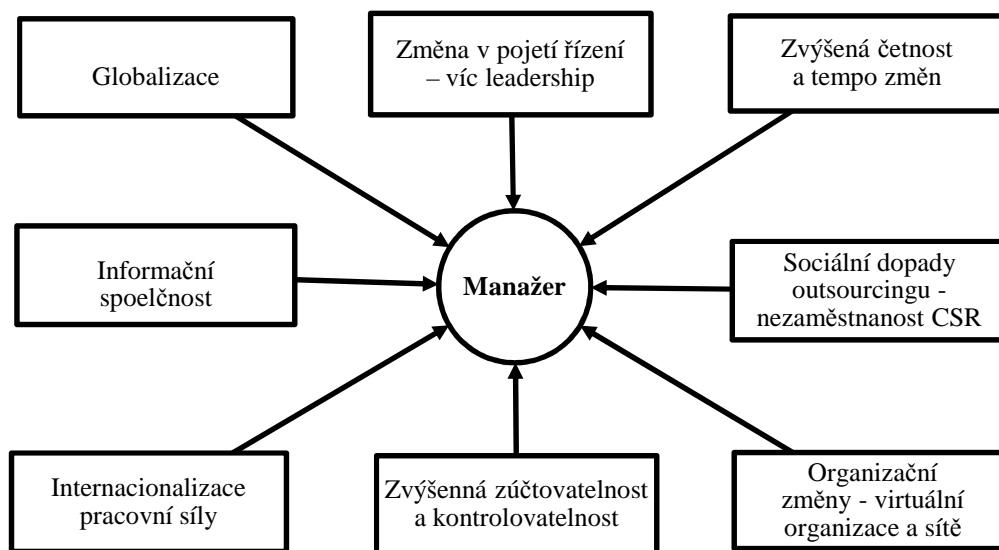 Globalizace
Změna v pojetí řízení
– víc leadership
Zvýšená četnost
a tempo změn
Informační
spoelčnost
Manažer
Sociální dopady
outsourcingu -
nezaměstnanost CSR
Internacionalizace
pracovní síly
Zvýšenná zúčtovatelnost
a kontrolovatelnost
Organizační
změny - virtuální
organizace a sítě